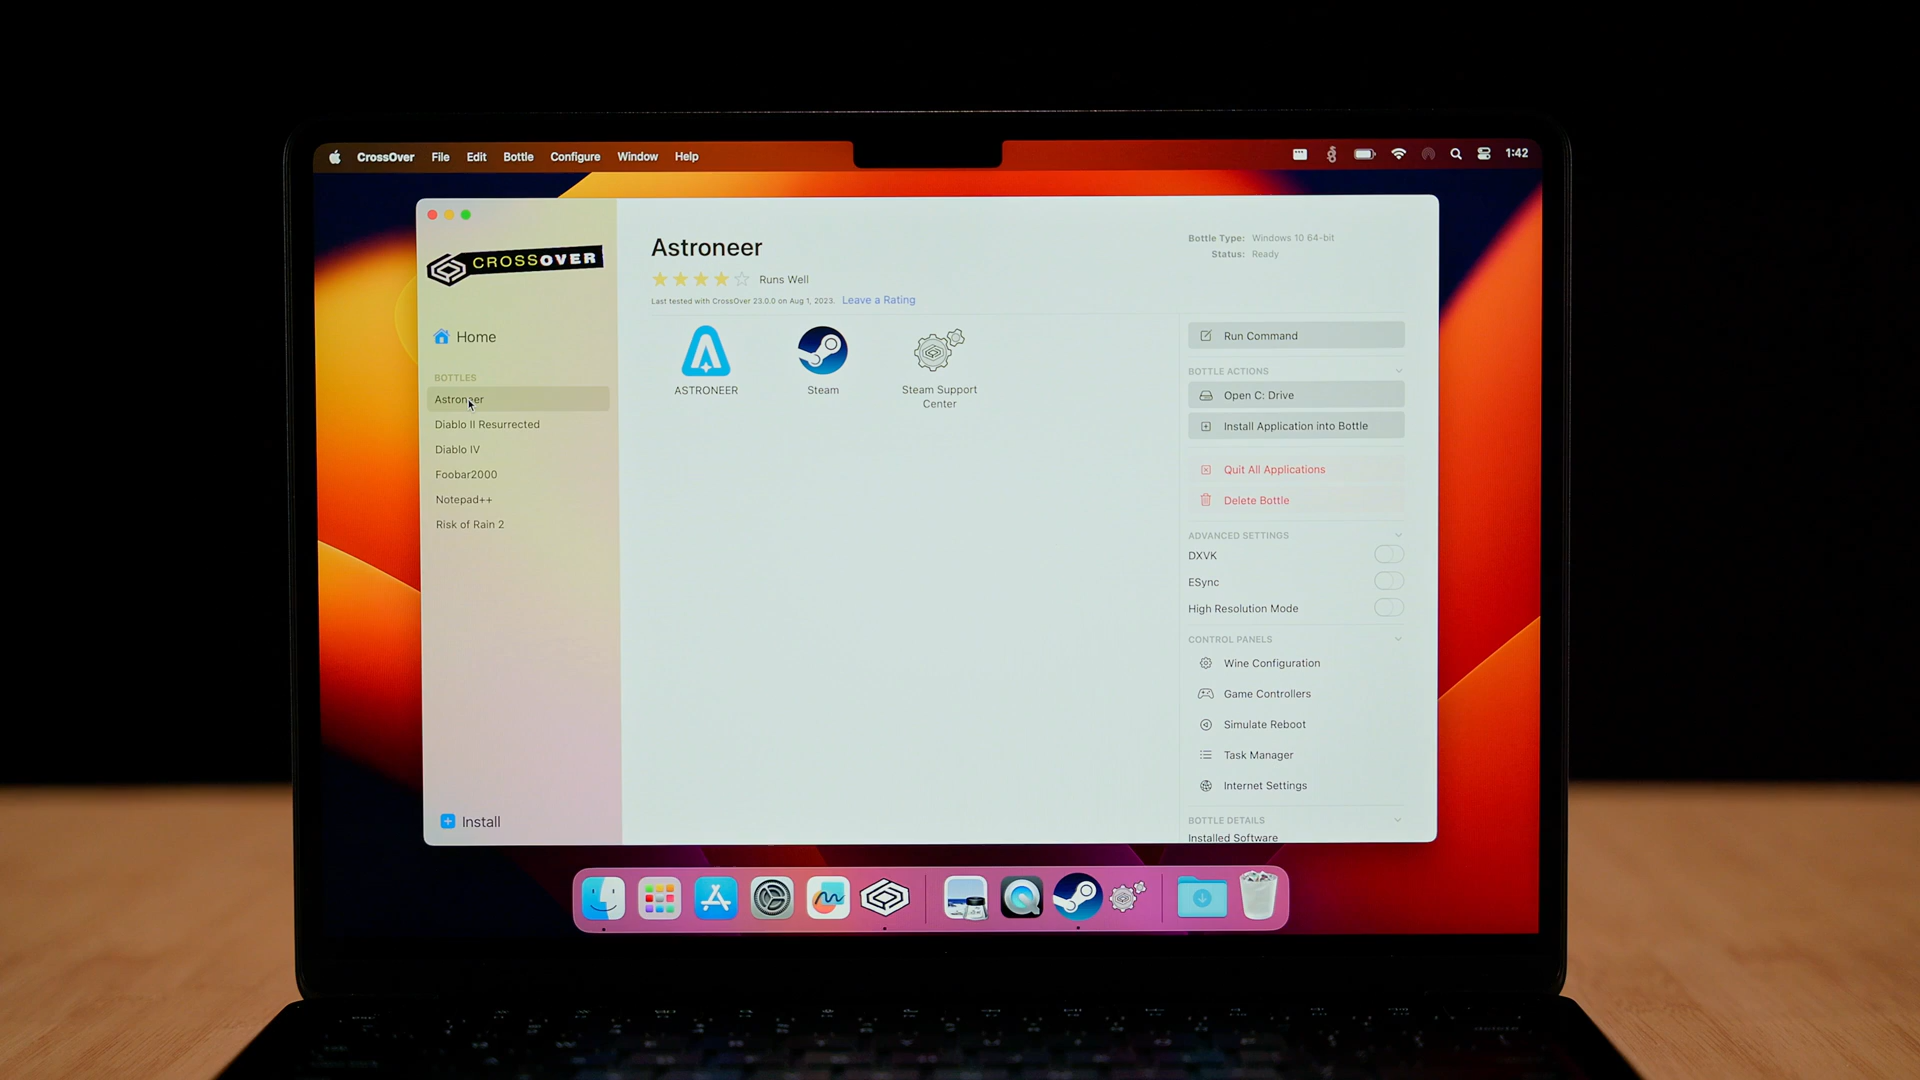 CrossOver File Edit Bottle Configure Window Help 1:42
CROSSOVER
Home
BOTTLES
Astroneer
Diablo II Resurrected
Diablo IV
Foobar2000
Notepad++
Risk of Rain 2
Install
Astroneer
Runs Well
Last tested with CrossOver 23.0.0 on Aug 1, 2023. Leave a Rating
ASTRONEER
Steam
Steam Support
Center
Bottle Type: Windows 10 64-bit
Status: Ready
Run Command
BOTTLE ACTIONS
Open C: Drive
Install Application into Bottle
Quit All Applications
Delete Bottle
ADVANCED SETTINGS
DXVK
ESync
High Resolution Mode
CONTROL PANELS
Wine Configuration
Game Controllers
Simulate Reboot
Task Manager
Internet Settings
BOTTLE DETAILS
Installed Software
delete